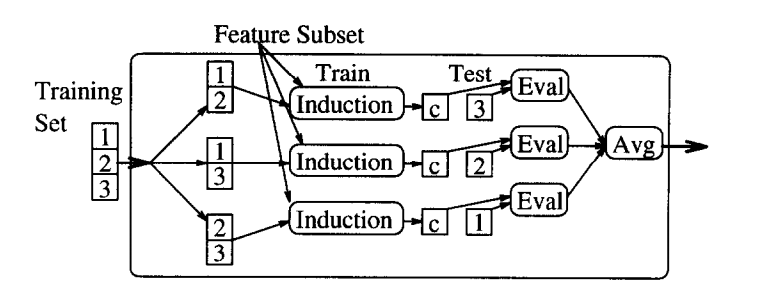 Feature Subset
Training
Set
1
2
3
1
2
1
3
2
3
Train
Induction
Induction
Induction
Test
c
3
c
2
c
1
Eval
Eval
Eval
Avg